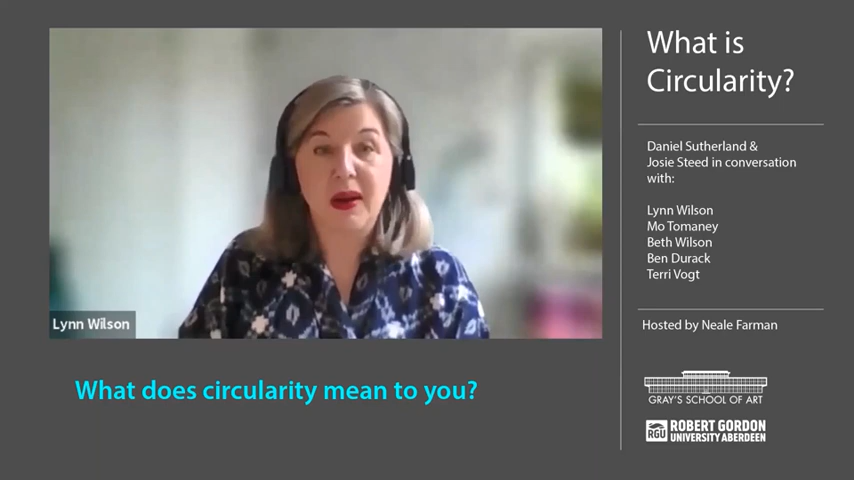 Lynn Wilson
What does circularity mean to you?
What is
Circularity?
Daniel Sutherland &
Josie Steed in conversation
with:
Lynn Wilson
Mo Tomaney
Beth Wilson
Ben Durack
Terri Vogt
Hosted by Neale Farman
GRAY'S SCHOOL OF ART
RGU
ROBERT GORDON
UNIVERSITY ABERDEEN